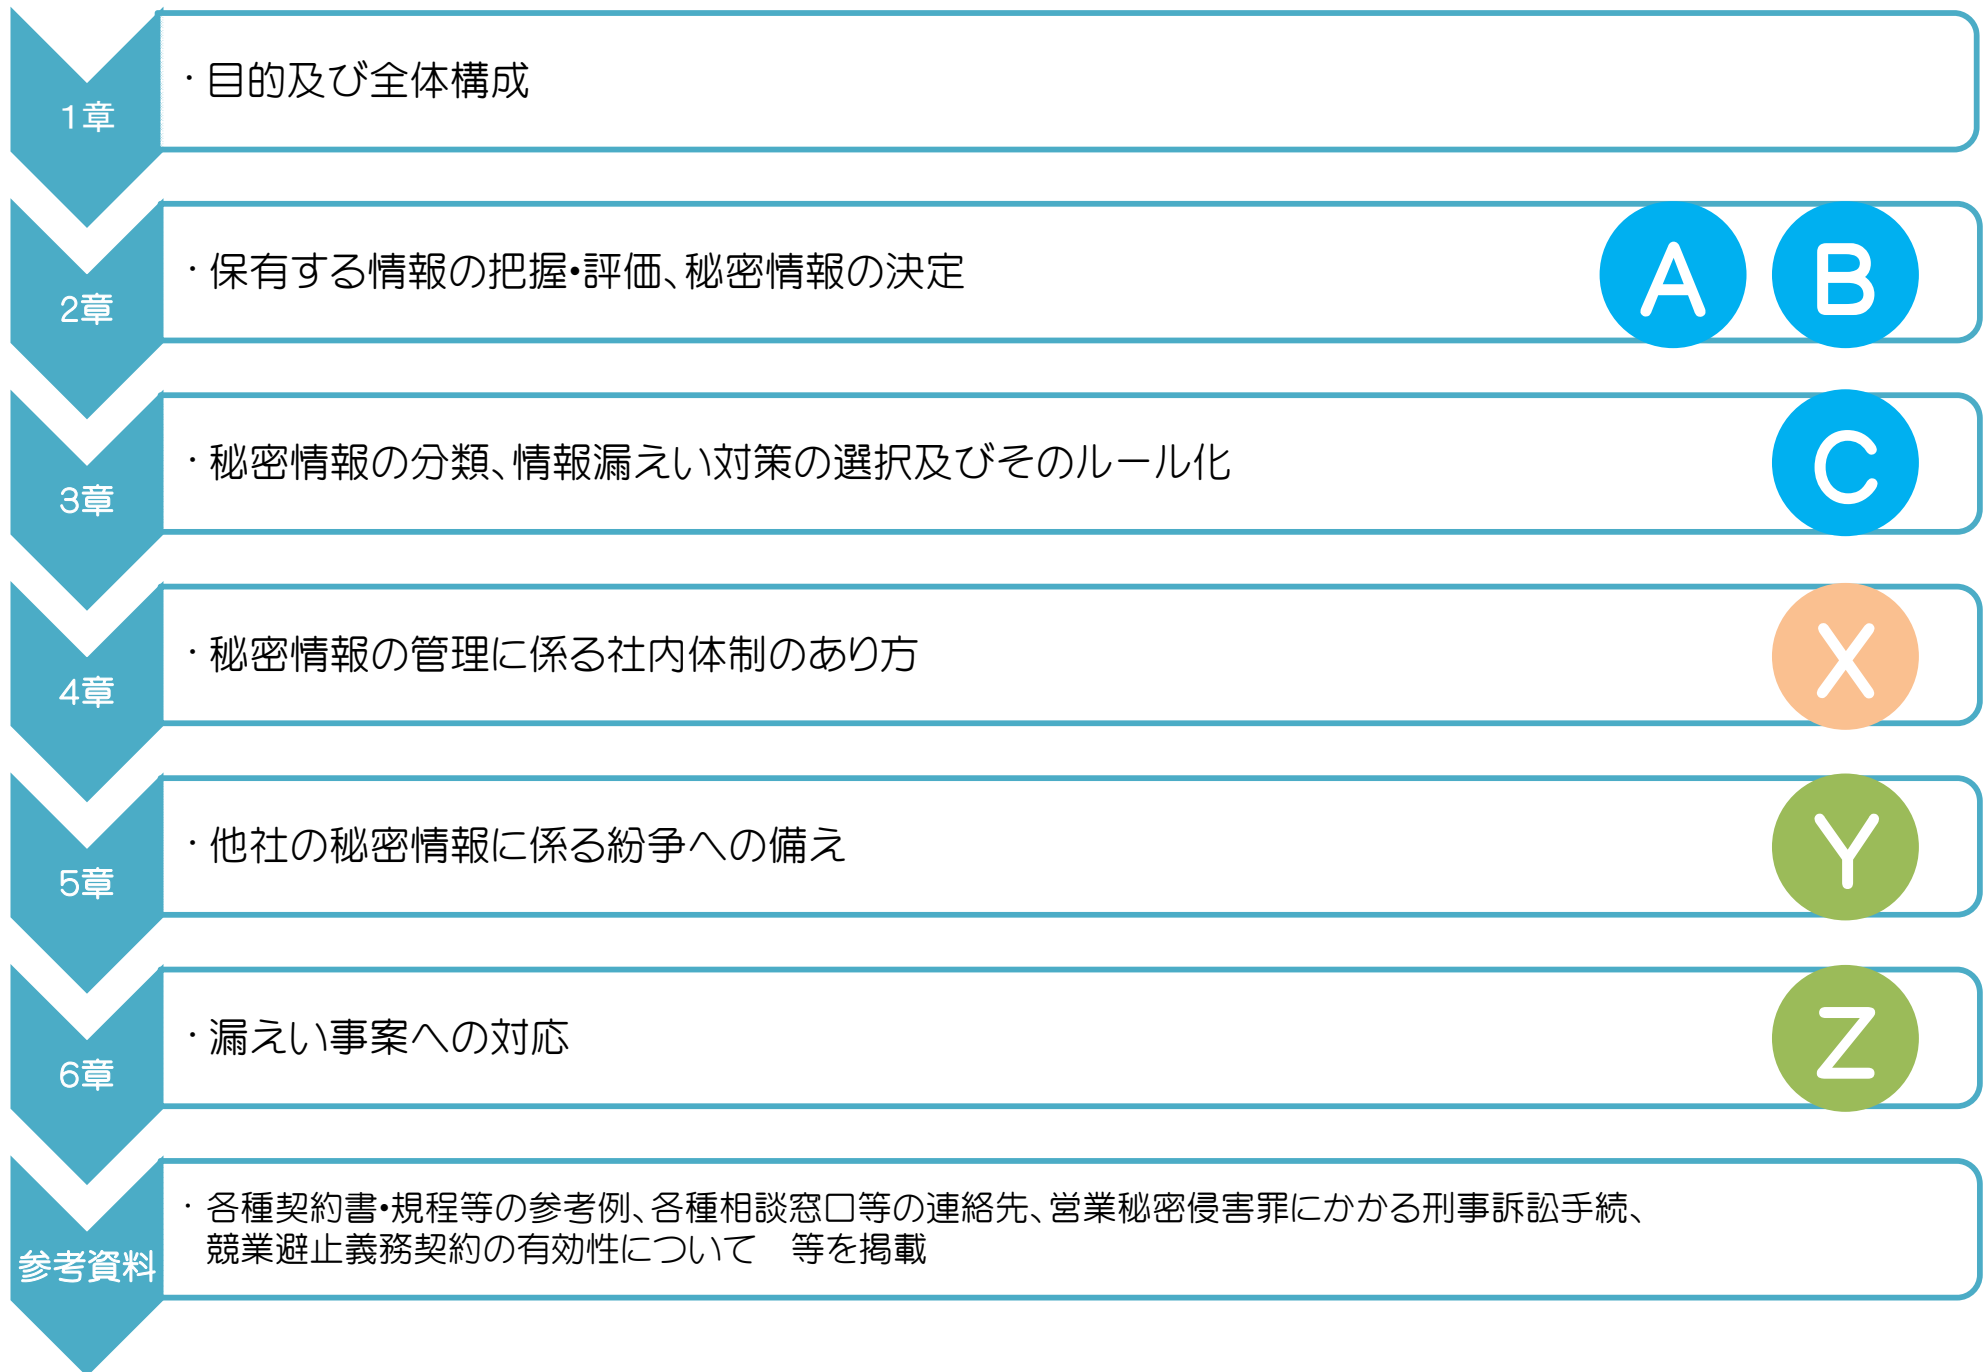 1章
・目的及び全体構成
2章
・保有する情報の把握・評価、秘密情報の決定
A B
3章
・秘密情報の分類、情報漏えい対策の選択及びそのルール化
C
4章
・秘密情報の管理に係る社内体制のあり方
X
5章
・他社の秘密情報に係る紛争への備え
Y
6章
・漏えい事案への対応
Z
参考資料
・各種契約書・規程等の参考例、各種相談窓口等の連絡先、営業秘密侵害罪にかかる刑事訴訟手続、
競業避止義務契約の有効性について　等を掲載